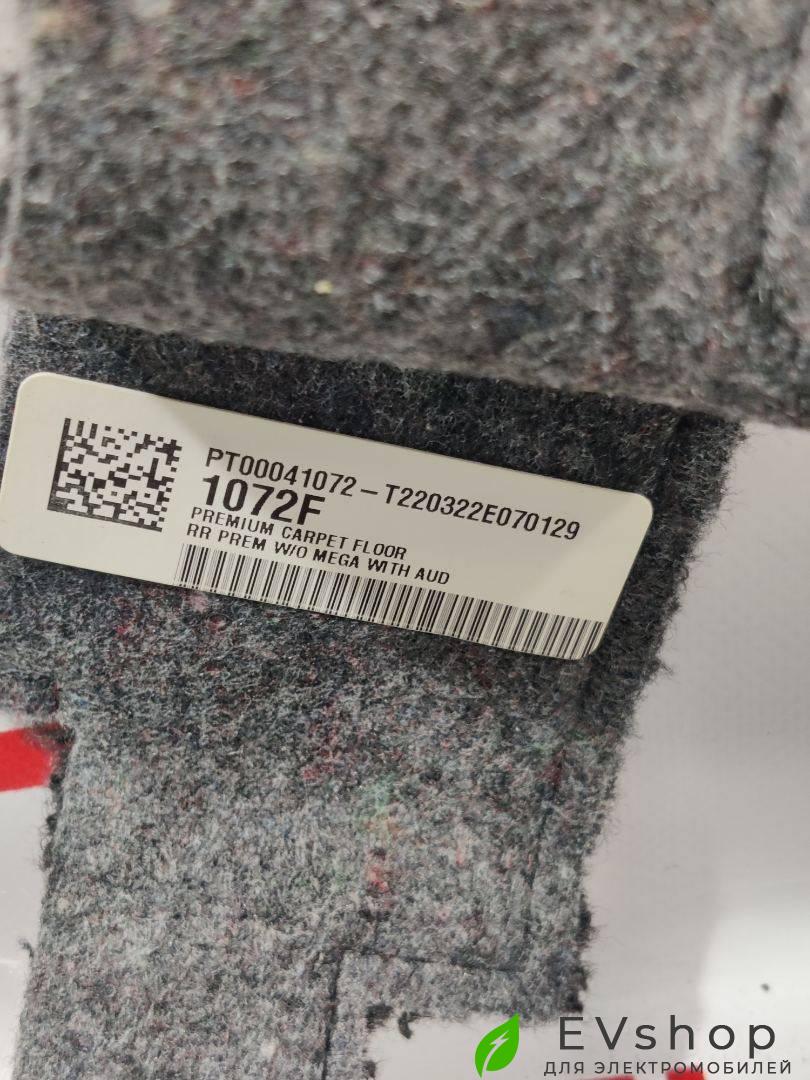 PT00041072-T220322E070129
1072F
PREMIUM CARPET FLOOR
RR PREM W/O MEGA WITH AUD
EVshop
ДЛЯ ЭЛЕКТРОМОБИЛЕЙ